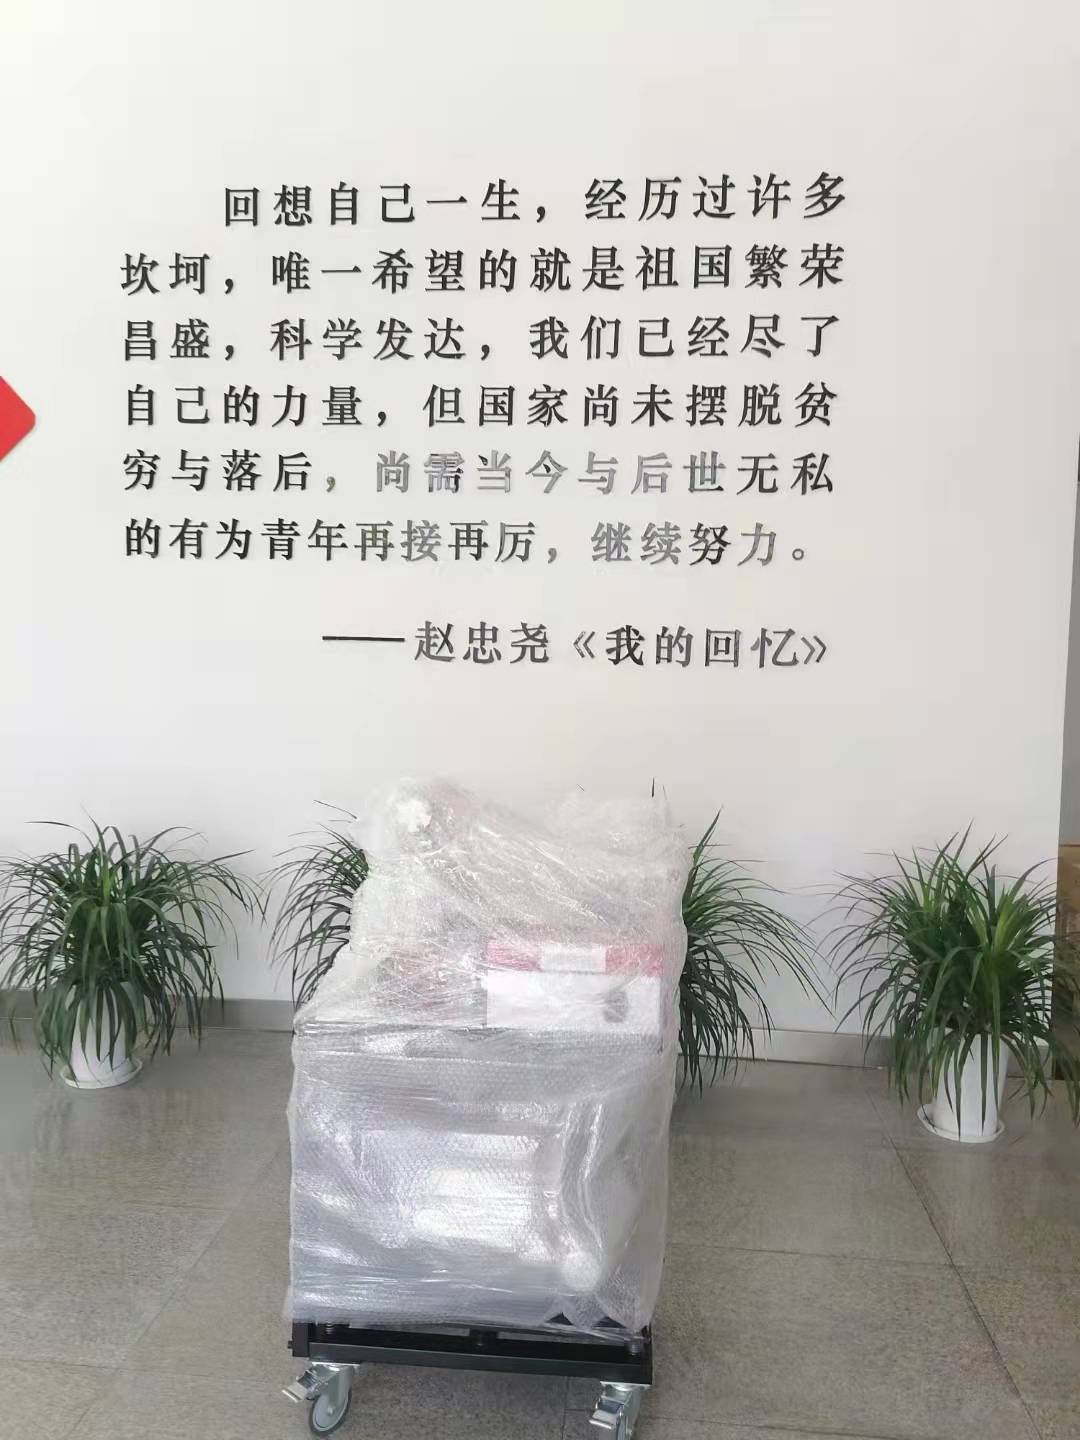 回想自己一生，经历过许多
坎坷，唯一希望的就是祖国繁荣
昌盛，科学发达，我们已经尽了
自己的力量，但国家尚未摆脱贫
穷与落后，尚需当今与后世无私
的有为青年再接再厉，继续努力。
——赵忠尧《我的回忆》